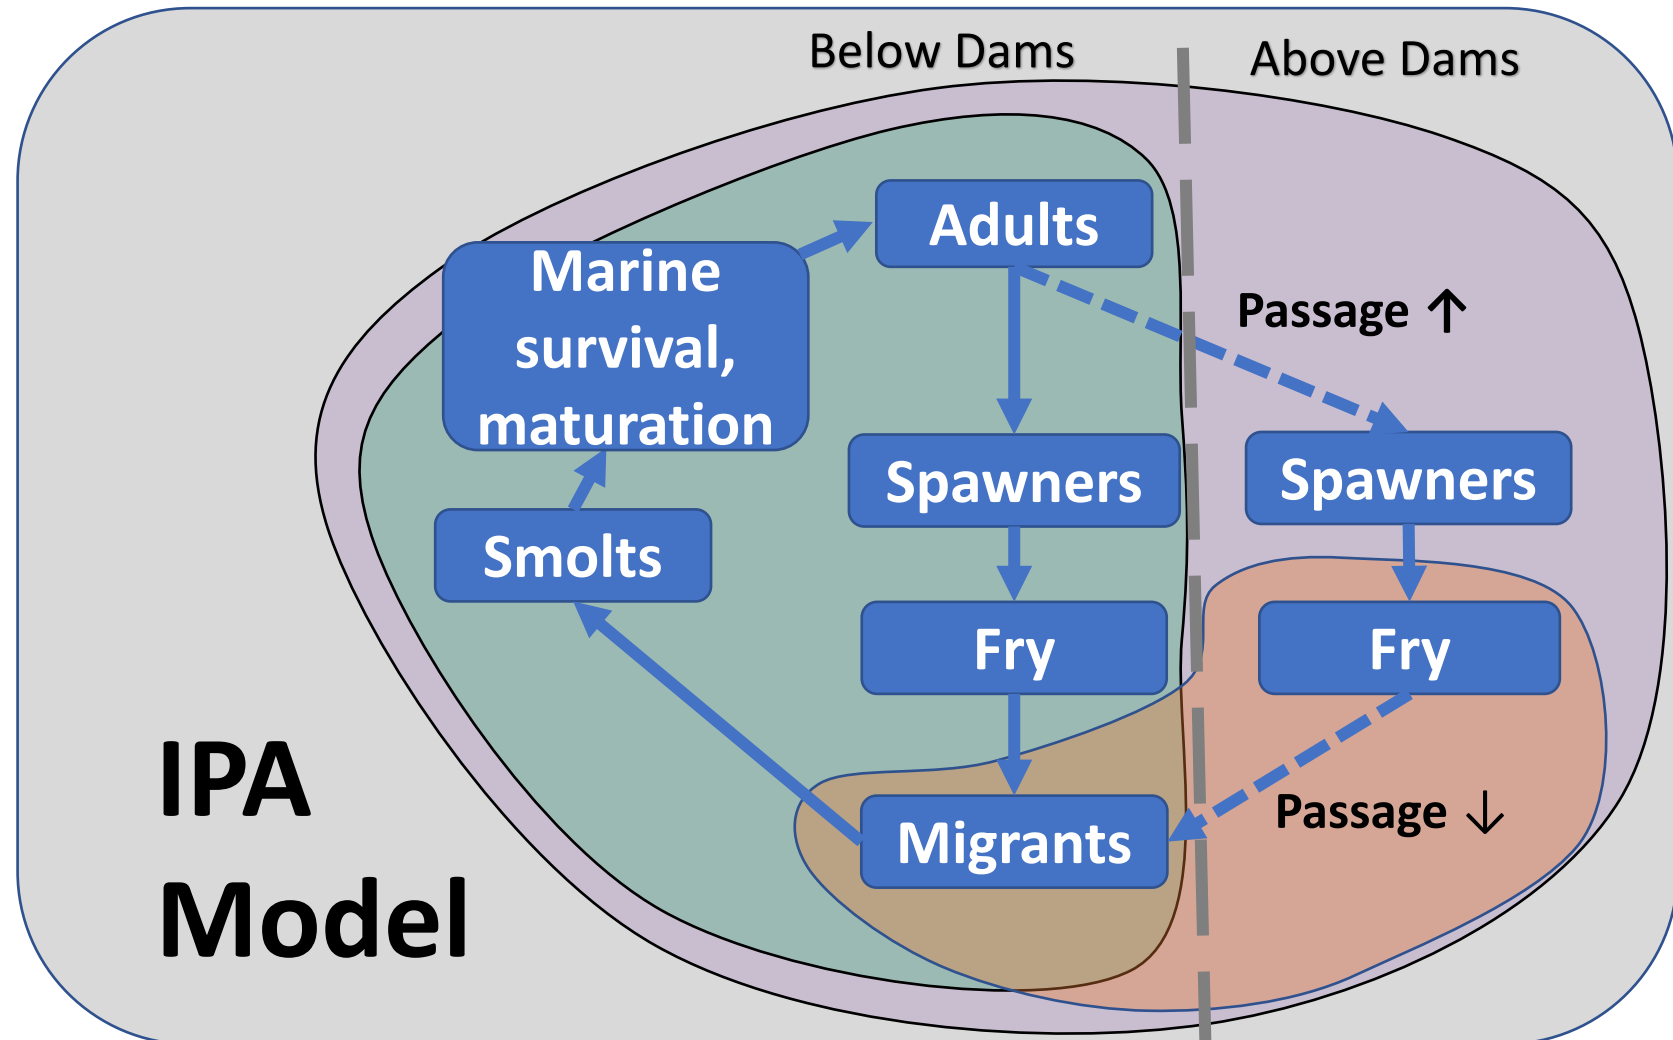 Below Dams
Above Dams
Adults
Marine
survival,
maturation
Passage ↑
Spawners
Spawners
Smolts
Fry
Fry
Passage ↓
Migrants
IPA
Model